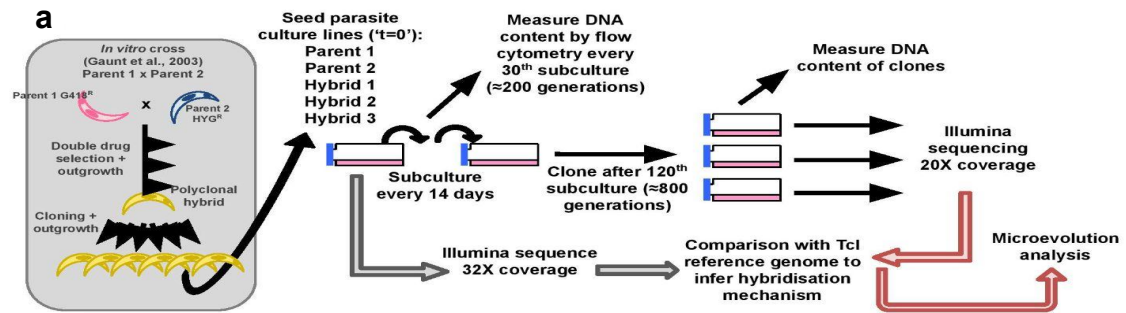 a
In vitro cross
(Gaunt et al., 2003)
Parent 1 x Parent 2
Parent 1 G418R
x
Parent 2
HYGR
Double drug
selection +
outgrowth
Polyclonal
hybrid
Cloning +
outgrowth
Seed parasite
culture lines ('t=0'):
Parent 1
Parent 2
Hybrid 1
Hybrid 2
Hybrid 3
Measure DNA
content by flow
cytometry every
30th subculture
(≈200 generations)
Subculture
every 14 days
Clone after 120th
subculture (≈800
generations)
Measure DNA
content of clones
Illumina
sequencing
20X coverage
Illumina sequence
32X coverage
Comparison with TcI
reference genome to
infer hybridisation
mechanism
Microevolution
analysis